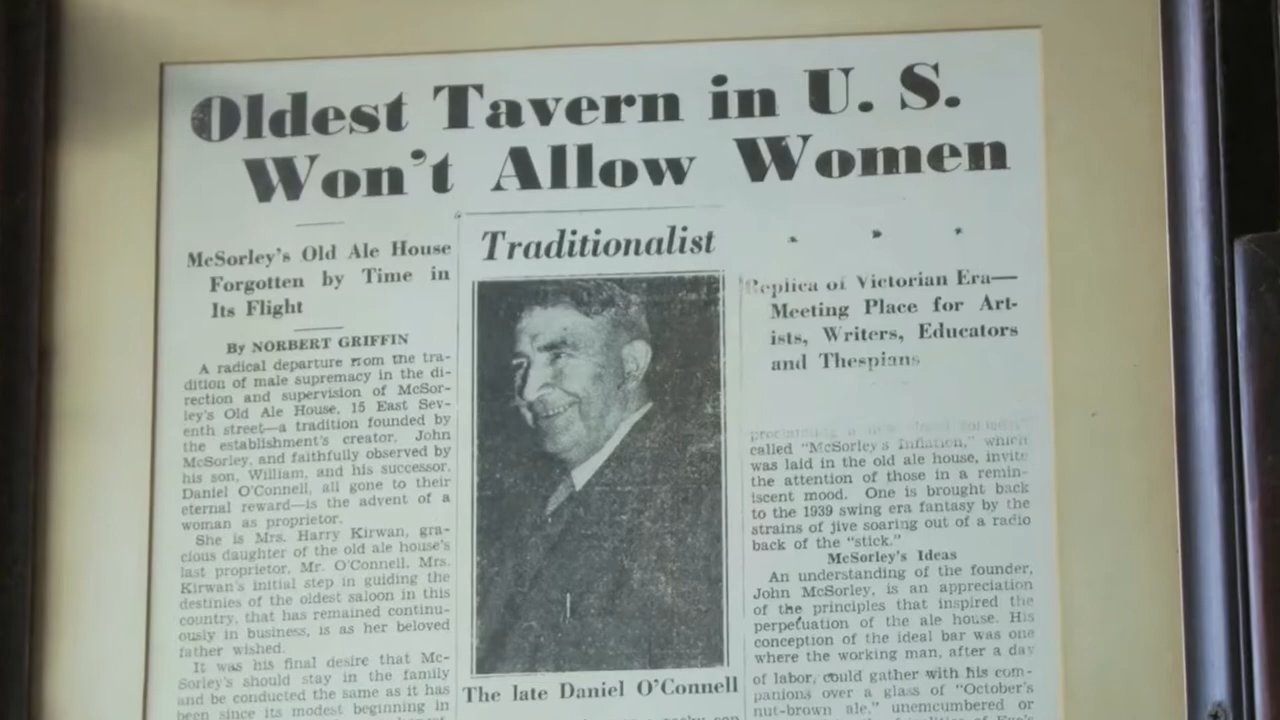 Oldest Tavern in U. S.
Won't Allow Women
McSorley's Old Ale House
Forgotten by Time in
Its Flight
By NORBERT GRIFFIN
A radical departure from the tra-
dition of male supremacy in the di-
rection and supervision of McSor-
ley's Old Ale House, 15 East Sev-
enth street—a tradition founded by
the establishment's creator, John
McSorley, and faithfully observed by
his son, William, and his successor,
Daniel O'Connell, all gone to their
eternal reward—is the advent of a
woman as proprietor.
She is Mrs. Harry Kirwan, gra-
cious daughter of the old ale house's
last proprietor, Mr. O'Connell. Mrs.
Kirwan's initial step in guiding the
destinies of the oldest saloon in this
country, that has remained continu-
ously in business, is as her beloved
father wished.
It was his final desire that Mc-
Sorley's should stay in the family
and be conducted the same as it has
been since its modest beginning in
Traditionalist
The late Daniel O'Connell
Replica of Victorian Era—
Meeting Place for Art-
ists, Writers, Educators
and Thespians
called "McSorley's Inflation," which
was laid in the old ale house, invite
the attention of those in a remin-
iscent mood. One is brought back
to the 1939 swing era fantasy by the
strains of jive soaring out of a radio
back of the "stick."
McSorley's Ideas
An understanding of the founder,
John McSorley, is an appreciation
of the principles that inspired the
perpetuation of the ale house. His
conception of the ideal bar was one
where the working man, after a day
of labor, could gather with his com-
panions over a glass of "October's
nut-brown ale," unemcumbered or